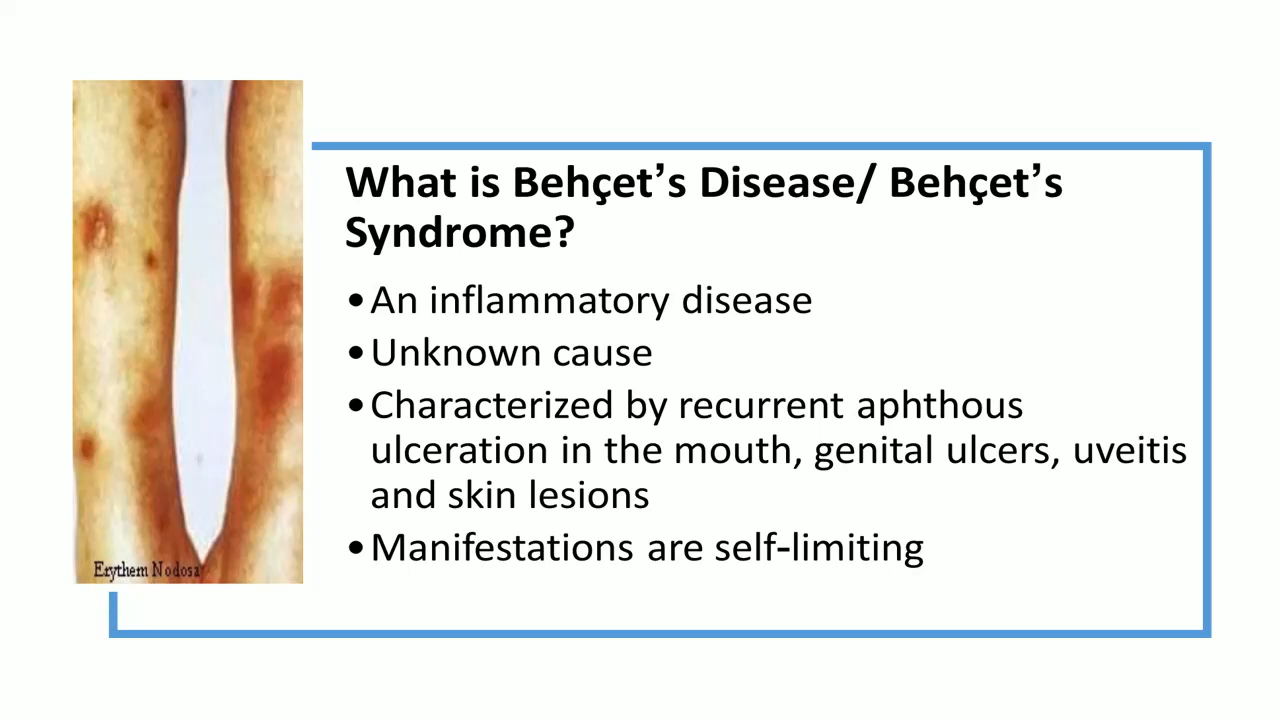 What is Behçet’s Disease/ Behçet’s
Syndrome?
•An inflammatory disease
•Unknown cause
•Characterized by recurrent aphthous
ulceration in the mouth, genital ulcers, uveitis
and skin lesions
•Manifestations are self-limiting
Erythem Nodosa